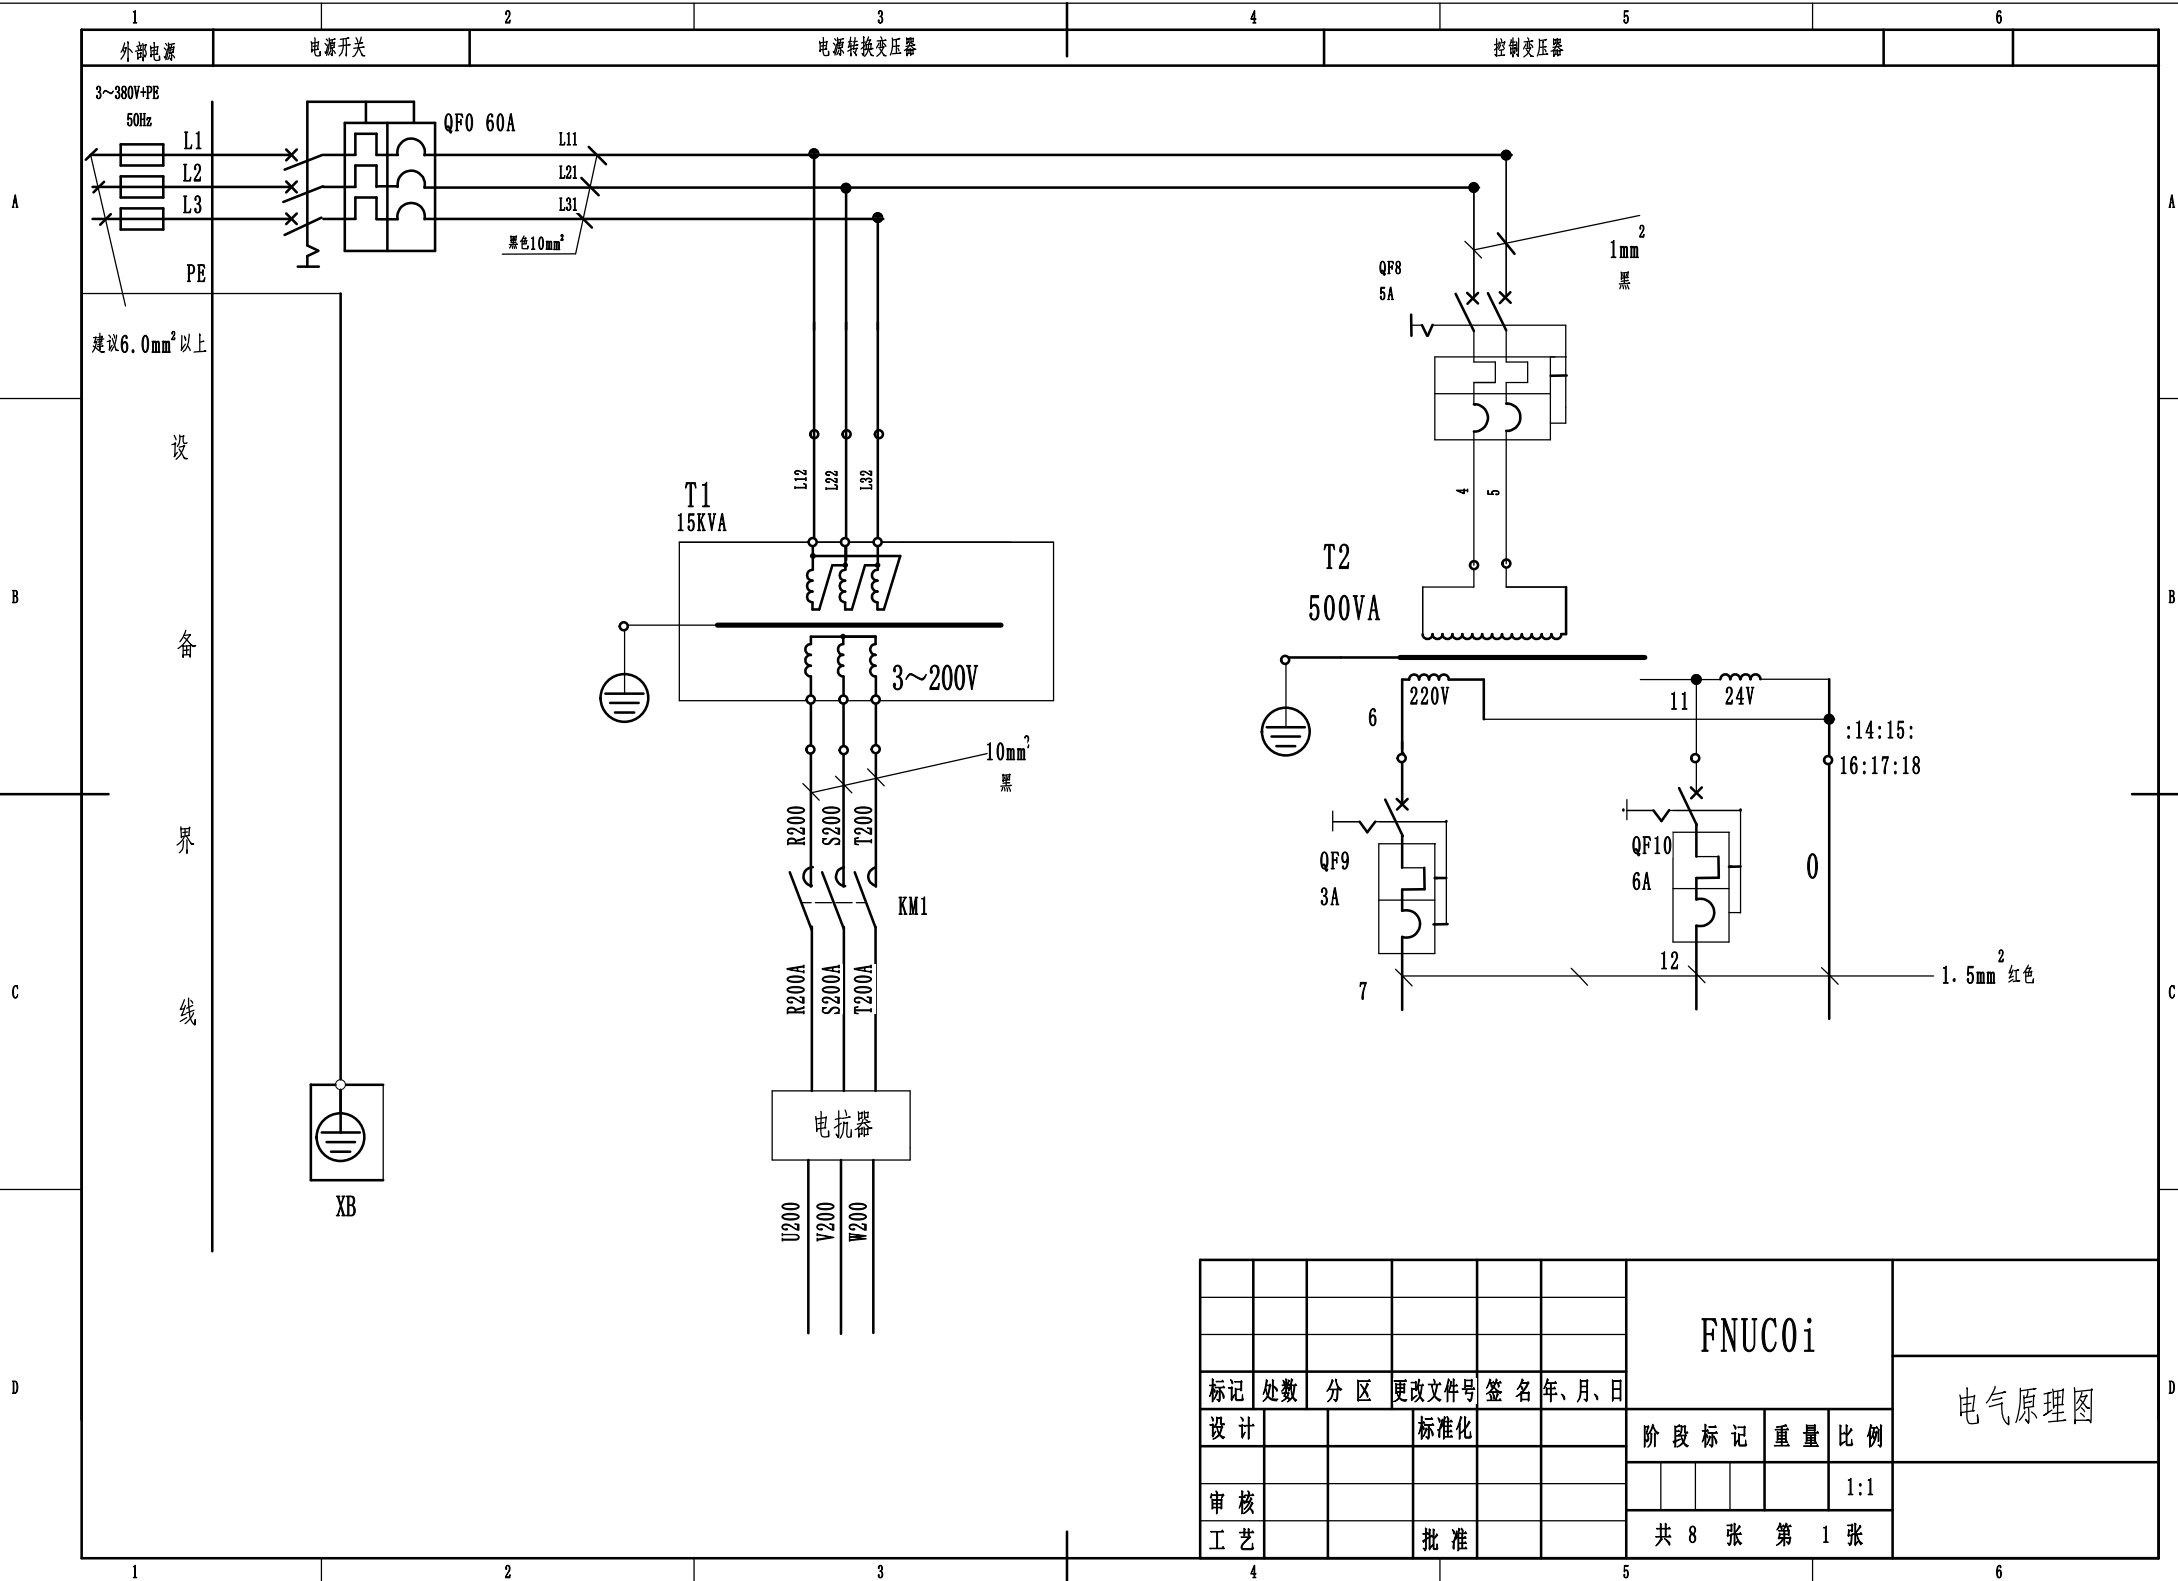 1 2 3 4 5 6
外部电源 电源开关 电源转换变压器 控制变压器
3～380V+PE
50Hz
QF0 60A
L1
L2
L3
PE
L11
L21
L31
黑色10mm²
建议6.0mm²以上
A
A
1mm²
黑
QF8
5A
设
备
界
线
L12 L22 L32
4 5
T1
15KVA
3～200V
T2
500VA
B
B
220V
24V
6
11
:14:15:
16:17:18
10mm²
黑
R200 S200 T200
KM1
R200A S200A T200A
QF9
3A
QF10
6A
0
7
12
1.5mm² 红色
C
C
电抗器
U200 V200 W200
XB
D
D
FNUC0i
标记 处数 分区 更改文件号 签名 年、月、日
设计 标准化
审核
工艺 批准
阶段标记 重量 比例
1:1
共 8 张 第 1 张
电气原理图
1 2 3 4 5 6